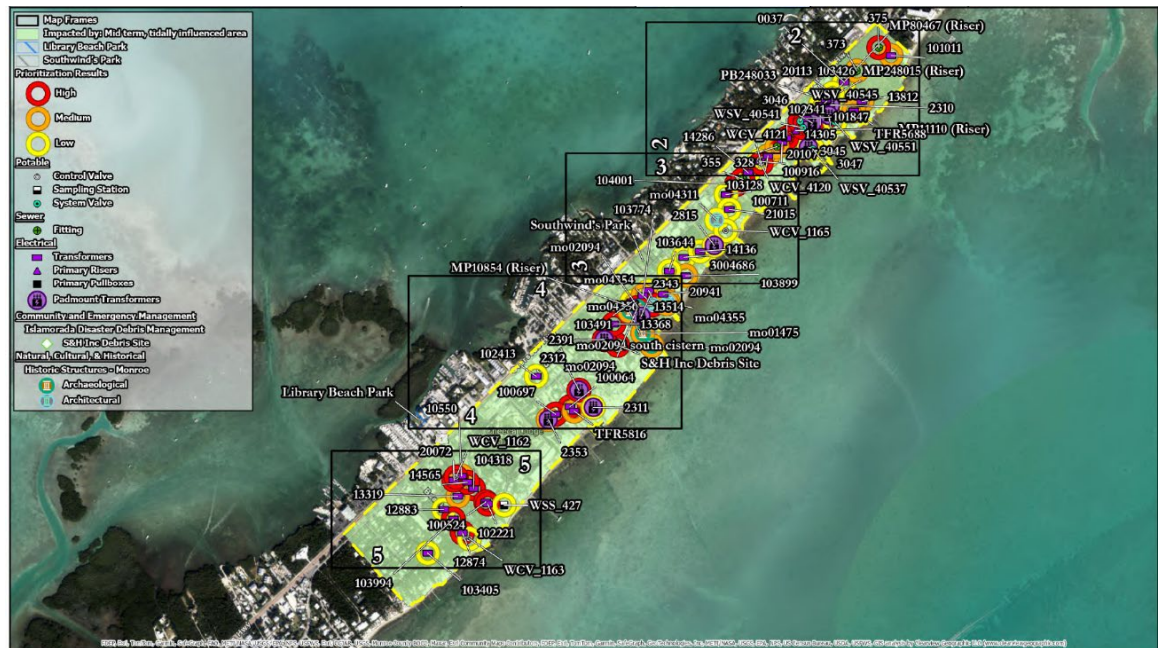 Map Frames
Impacted by: Mid term, tidally influenced area
Library Beach Park
Southwind's Park
Prioritization Results
High
Medium
Low
Potable
Control Valve
Sampling Station
System Valve
Sewer
Fitting
Electrical
Transformers
Primary Risers
Primary Pullboxes
Padmount Transformers
Community and Emergency Management
Islamorada Disaster Debris Management
S&H Inc Debris Site
Natural, Cultural, & Historical
Historic Structures - Monroe
Archaeological
Architectural
0037
375
MP80467 (Riser)
2
373
101011
20113
103426
MP248015 (Riser)
PB248033
WSV_40545
3046
13812
102341
2310
WSV_40541
101847
MP11110 (Riser)
14286
WCV_4121
14305
TFR5688
2
355
328
20107
3045
WSV_40551
3
3047
104001
100916
103128
WCV_4120
WSV_40537
mo04311
100711
103774
2815
21015
Southwind's Park
WCV_1165
mo02094
103644
14136
3
MP10854 (Riser)
3004686
mo04354
2343
103899
4
20941
mo04356
13514
mo04355
103491
13368
mo01475
2391
mo02094 south cistern
mo02094
102413
2312
mo02094
S&H Inc Debris Site
100697
100064
Library Beach Park
10550
4
2311
TFR5816
WCV_1162
2353
20072
104318
5
14565
13319
WSS_427
12883
100524
102221
5
12874
WCV_1163
103994
103405